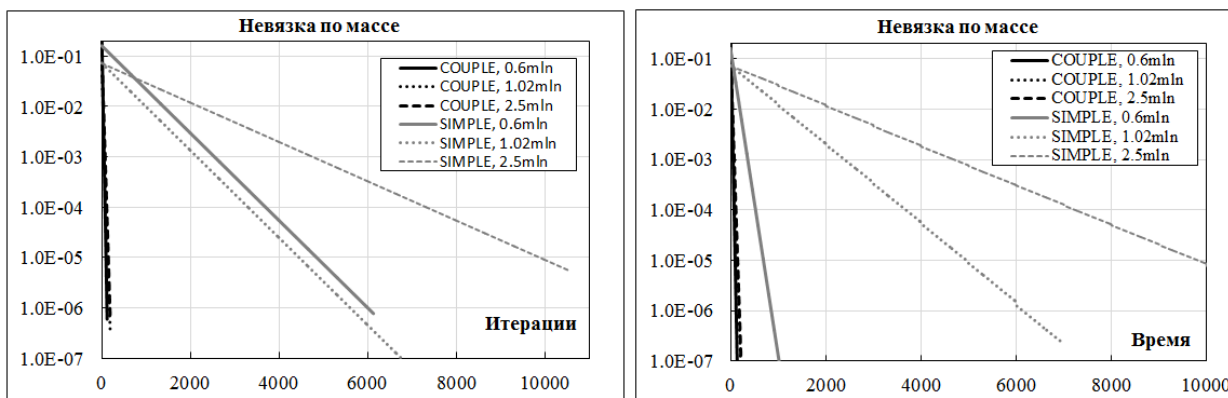 Невязка по массе
1.0E-01
1.0E-02
1.0E-03
1.0E-04
1.0E-05
1.0E-06
1.0E-07
COUPLE, 0.6mln
COUPLE, 1.02mln
COUPLE, 2.5mln
SIMPLE, 0.6mln
SIMPLE, 1.02mln
SIMPLE, 2.5mln
Итерации
0 2000 4000 6000 8000 10000
Невязка по массе
1.0E-01
1.0E-02
1.0E-03
1.0E-04
1.0E-05
1.0E-06
1.0E-07
COUPLE, 0.6mln
COUPLE, 1.02mln
COUPLE, 2.5mln
SIMPLE, 0.6mln
SIMPLE, 1.02mln
SIMPLE, 2.5mln
Время
0 2000 4000 6000 8000 10000